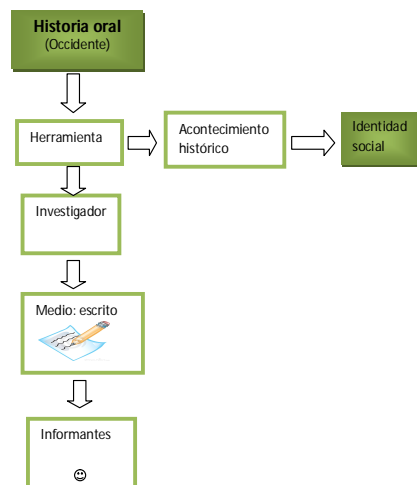 Historia oral
(Occidente)
Herramienta
Acontecimiento
histórico
Identidad
social
Investigador
Medio: escrito
Informantes